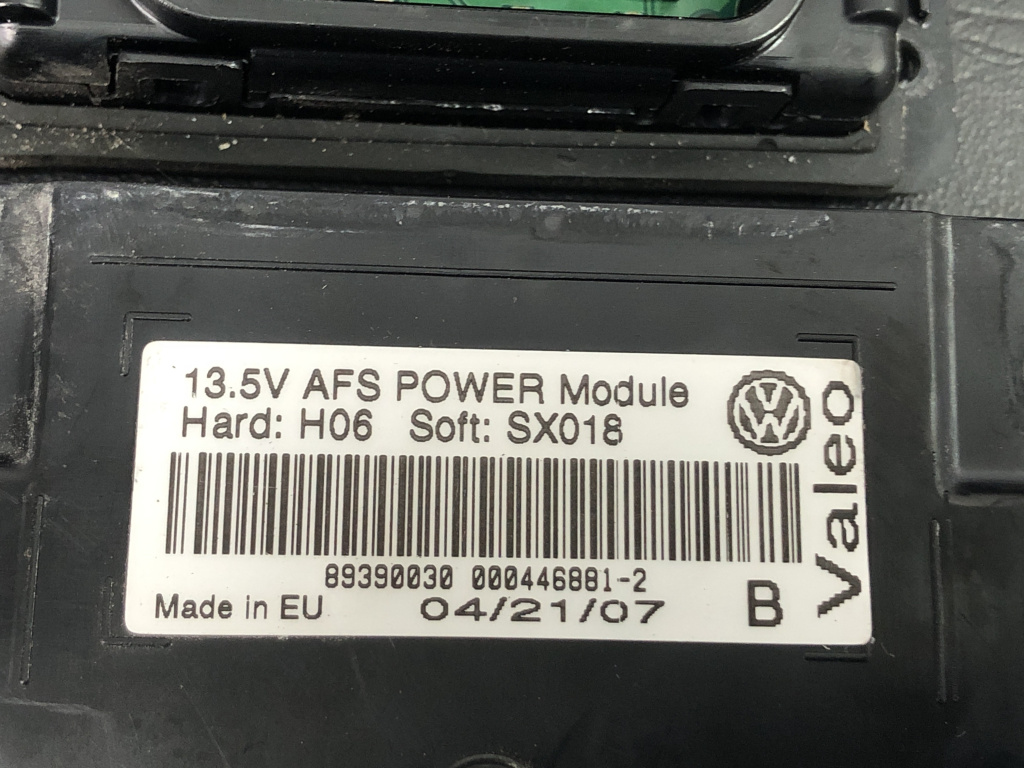 13.5V AFS POWER Module
Hard: H06 Soft: SX018
89390030 000446881-2
Made in EU 04/21/07 B
Valeo